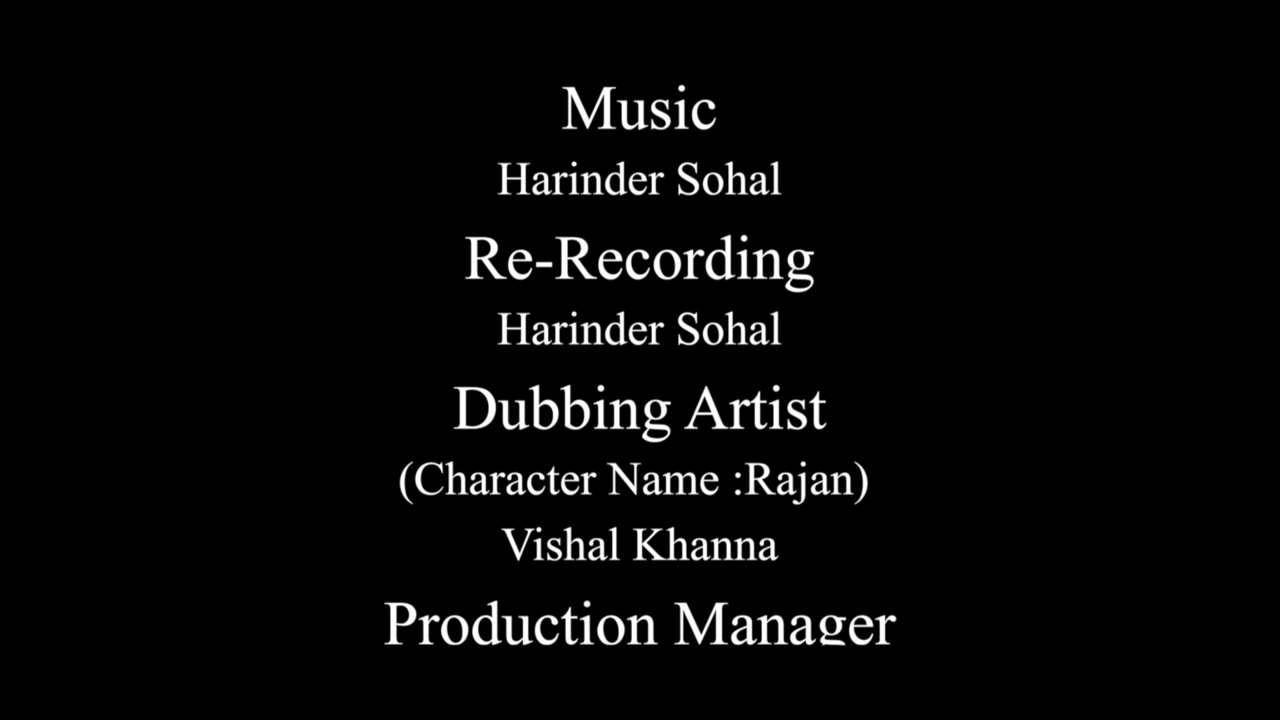 Music
Harinder Sohal
Re-Recording
Harinder Sohal
Dubbing Artist
(Character Name :Rajan)
Vishal Khanna
Production Manager